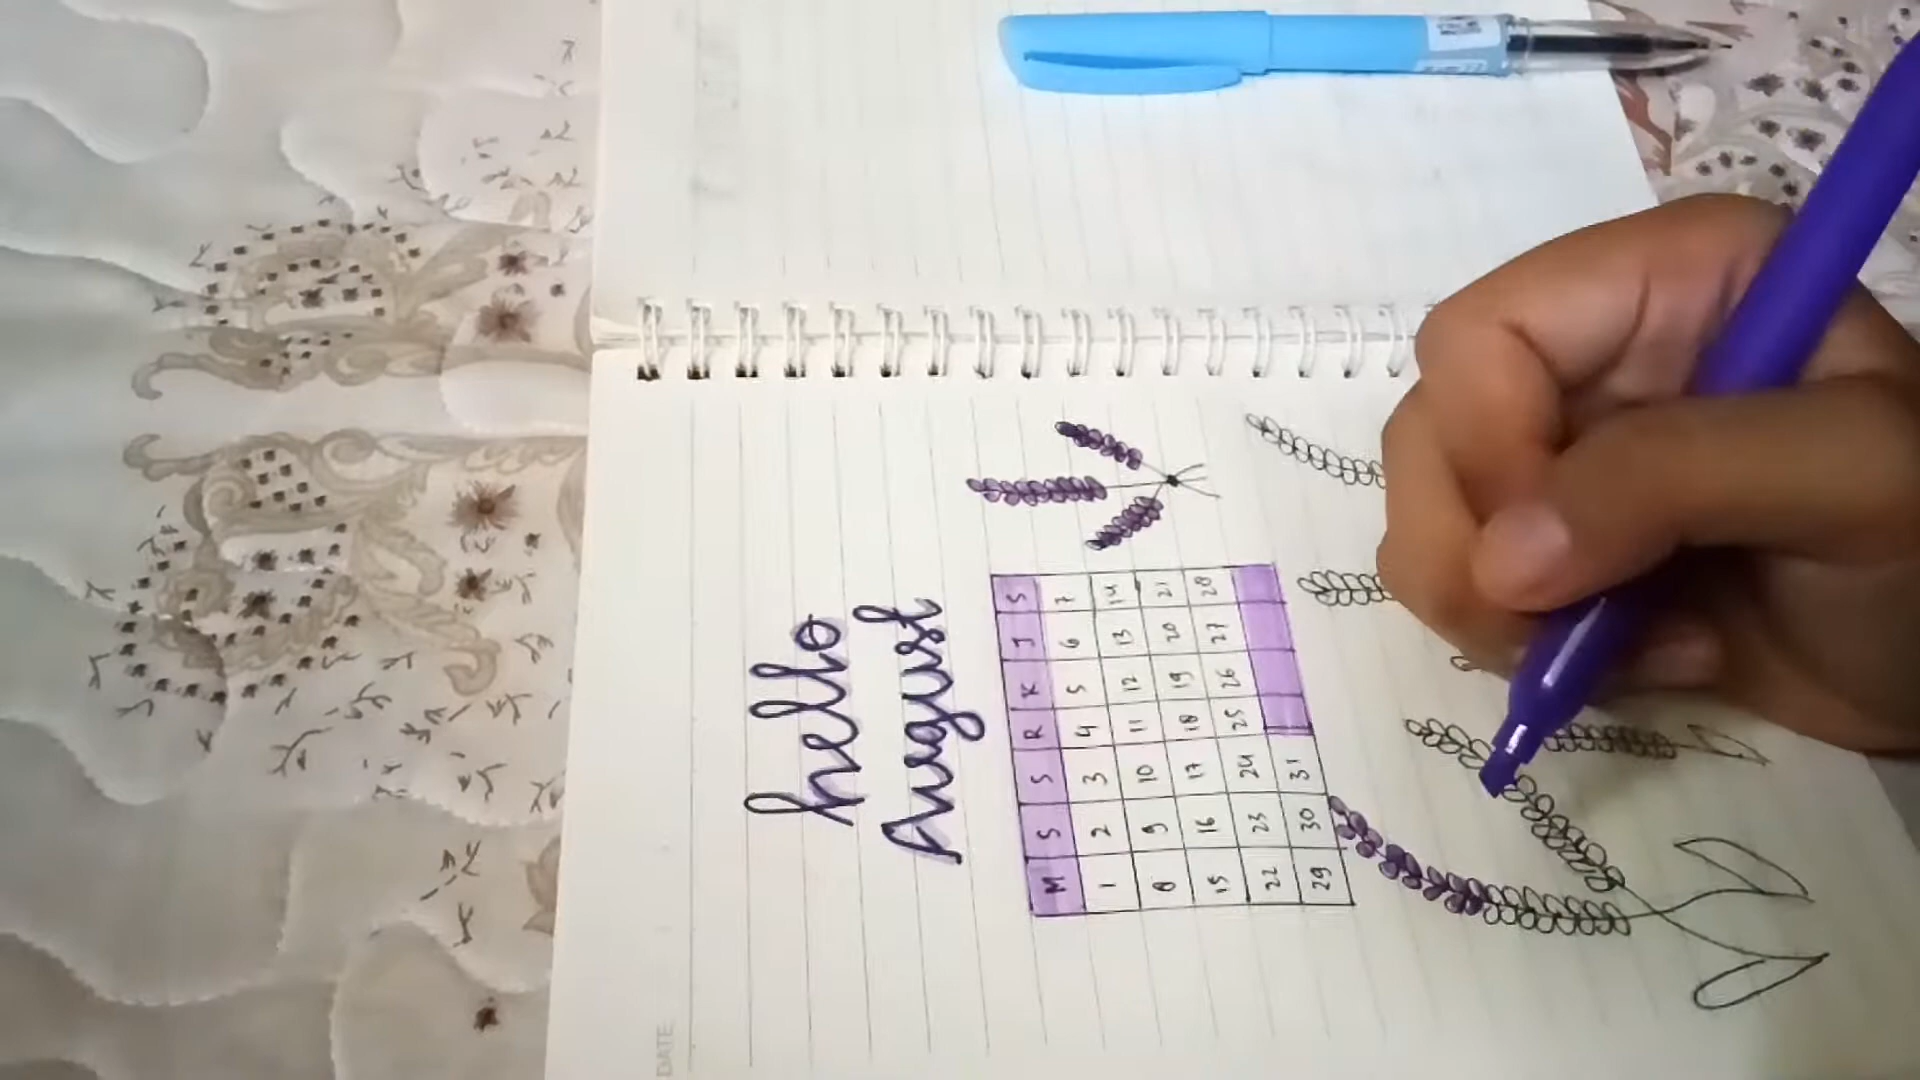 hello
August
M S S R K J S
1 2 3 4 5 6 7
8 9 10 11 12 13 14
15 16 17 18 19 20 21
22 23 24 25 26 27 28
29 30 31
DATE